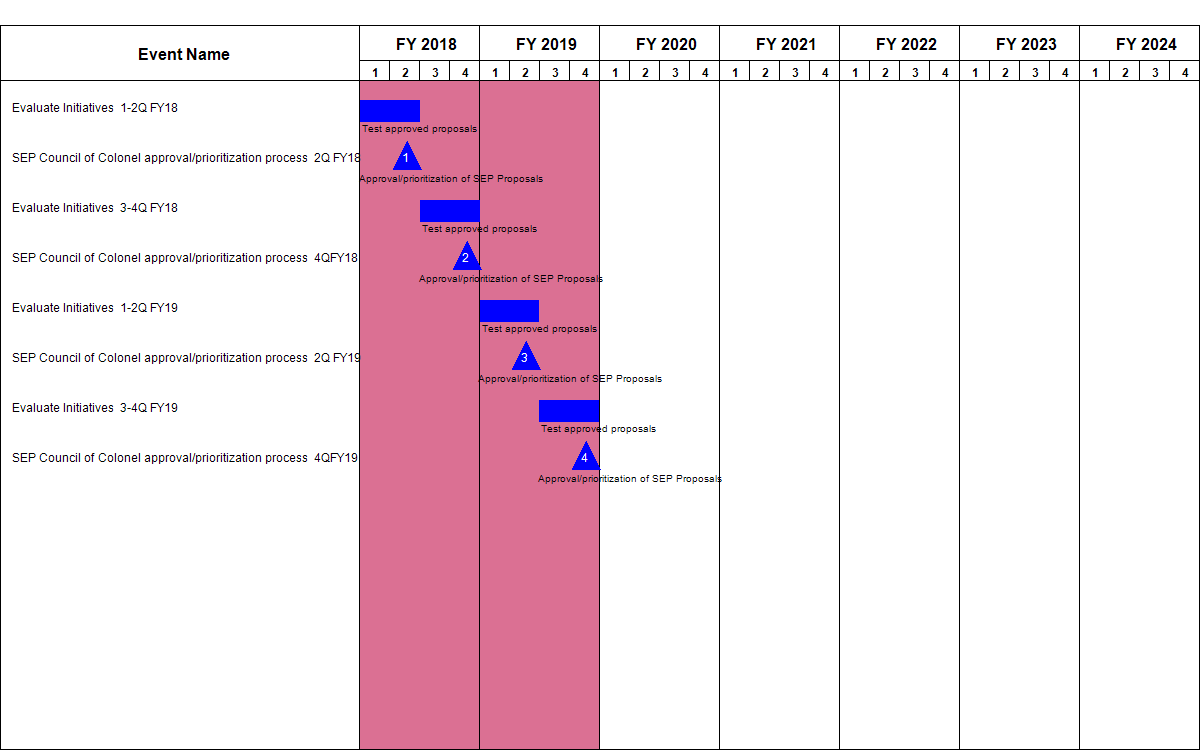 Event Name
FY 2018 FY 2019 FY 2020 FY 2021 FY 2022 FY 2023 FY 2024
1 2 3 4 1 2 3 4 1 2 3 4 1 2 3 4 1 2 3 4 1 2 3 4 1 2 3 4
Evaluate Initiatives 1-2Q FY18
Test approved proposals
SEP Council of Colonel approval/prioritization process 2Q FY18
1
Approval/prioritization of SEP Proposals
Evaluate Initiatives 3-4Q FY18
Test approved proposals
SEP Council of Colonel approval/prioritization process 4QFY18
2
Approval/prioritization of SEP Proposals
Evaluate Initiatives 1-2Q FY19
Test approved proposals
SEP Council of Colonel approval/prioritization process 2Q FY19
3
Approval/prioritization of SEP Proposals
Evaluate Initiatives 3-4Q FY19
Test approved proposals
SEP Council of Colonel approval/prioritization process 4QFY19
4
Approval/prioritization of SEP Proposals